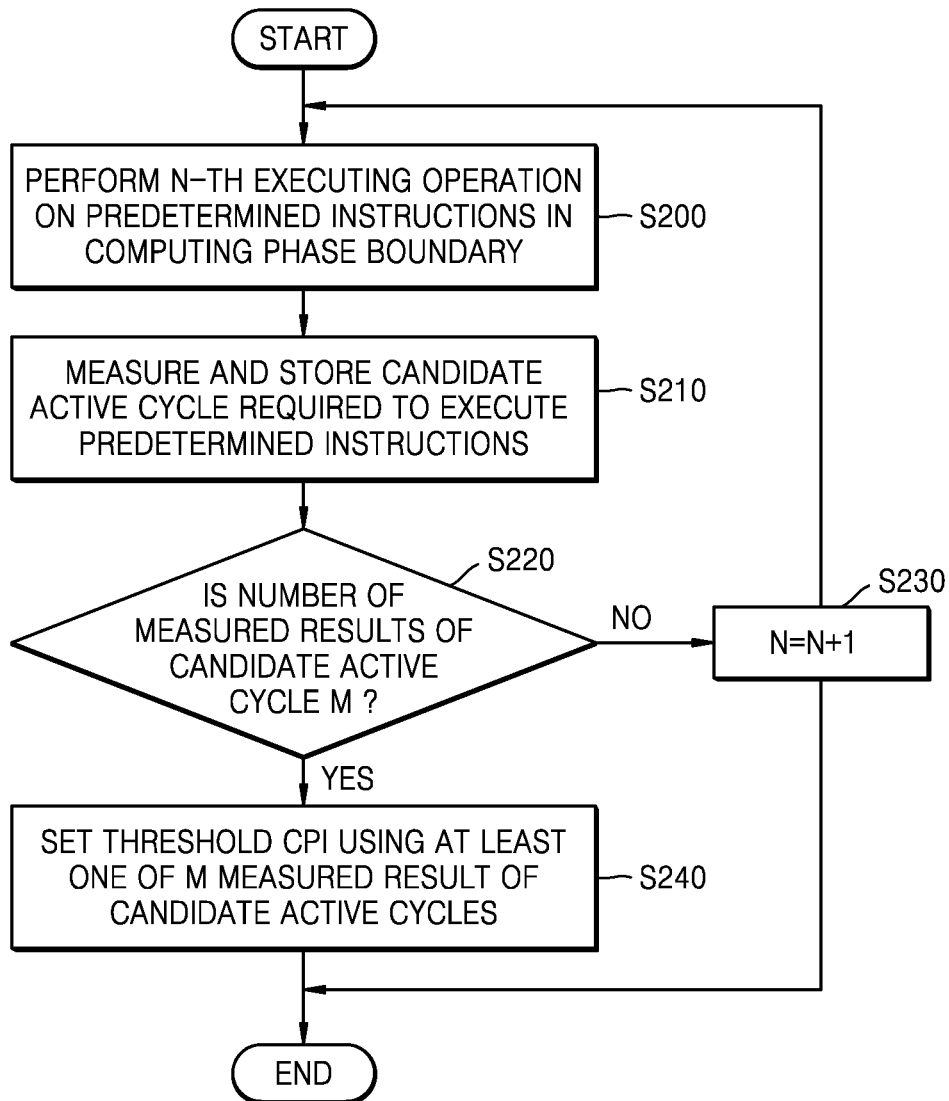 START
PERFORM N-TH EXECUTING OPERATION
ON PREDETERMINED INSTRUCTIONS IN
COMPUTING PHASE BOUNDARY
S200
MEASURE AND STORE CANDIDATE
ACTIVE CYCLE REQUIRED TO EXECUTE
PREDETERMINED INSTRUCTIONS
S210
S220
IS NUMBER OF
MEASURED RESULTS OF
CANDIDATE ACTIVE
CYCLE M ?
NO
S230
N=N+1
YES
SET THRESHOLD CPI USING AT LEAST
ONE OF M MEASURED RESULT OF
CANDIDATE ACTIVE CYCLES
S240
END